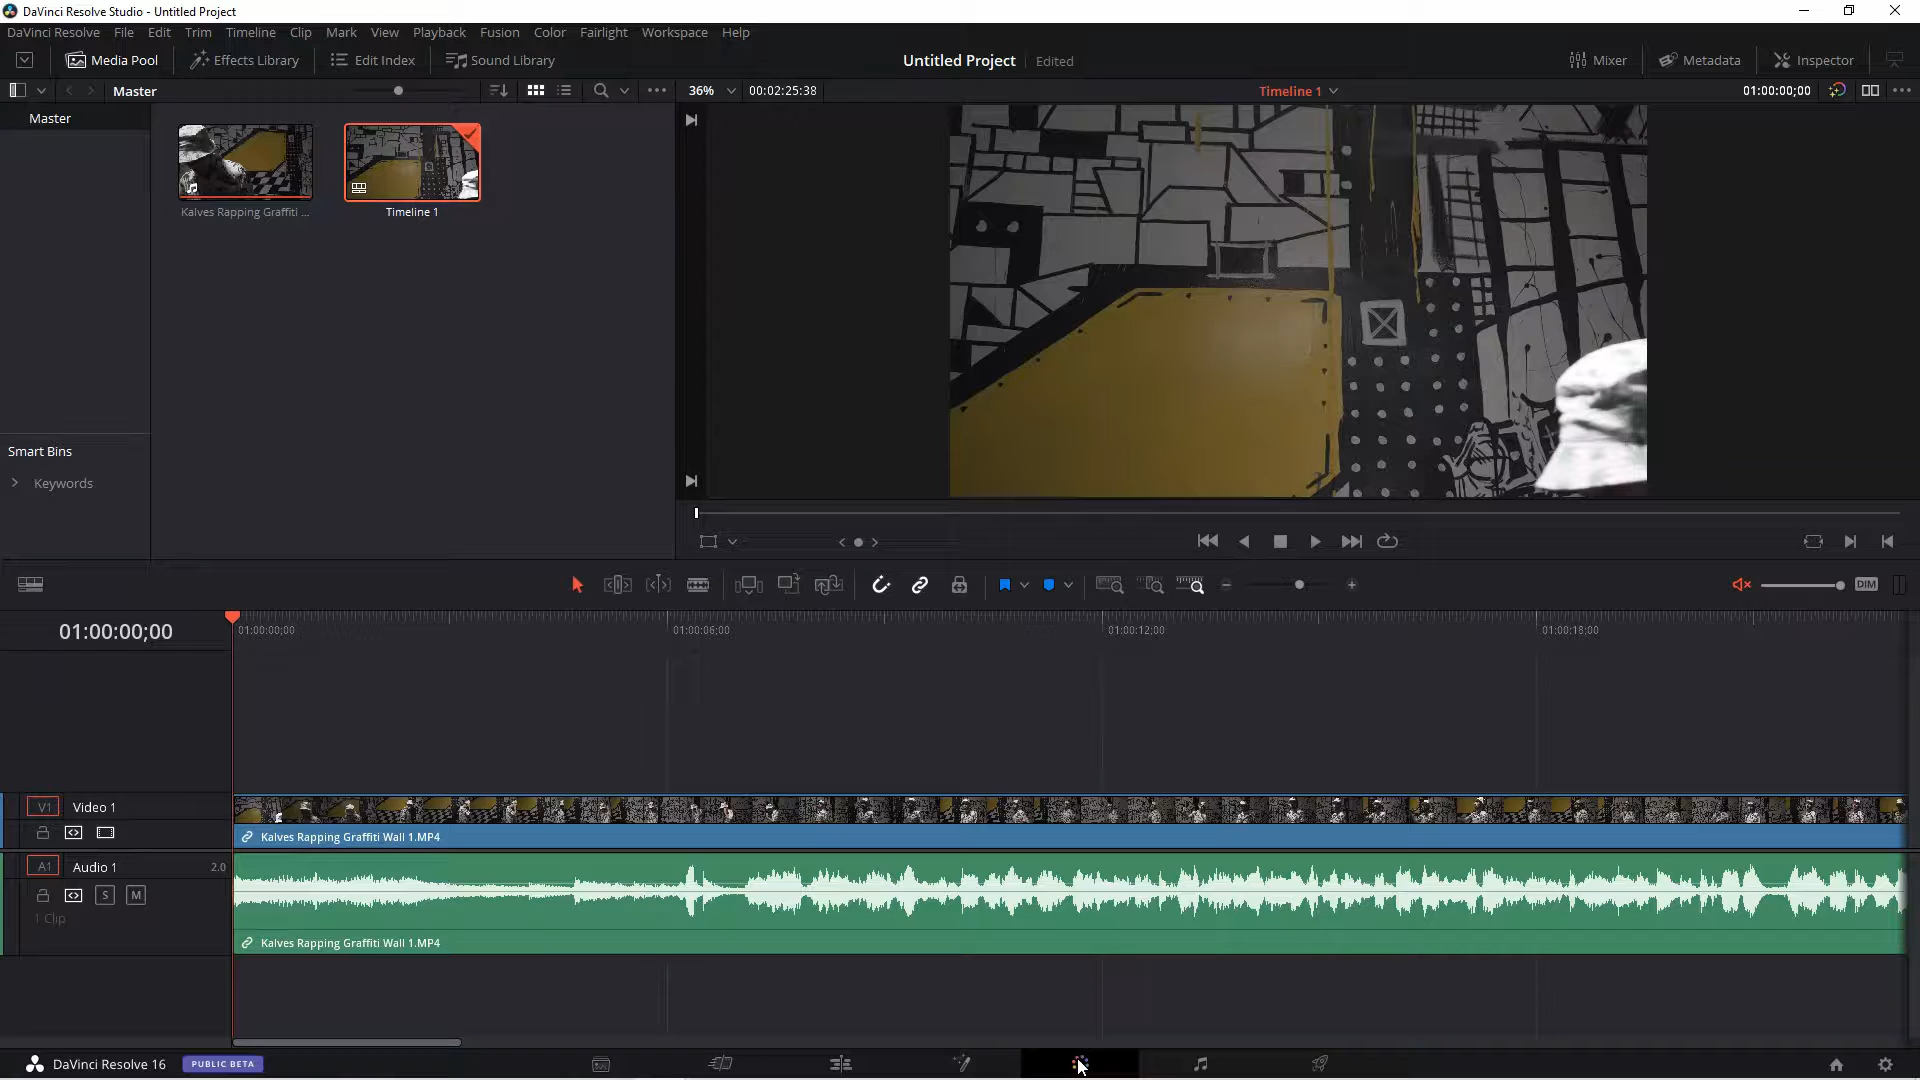 DaVinci Resolve Studio - Untitled Project
DaVinci Resolve File Edit Trim Timeline Clip Mark View Playback Fusion Color Fairlight Workspace Help
Media Pool Effects Library Edit Index Sound Library Untitled Project Edited Mixer Metadata Inspector
Master 36% 00:02:25:38 Timeline 1 01:00:00;00
Master
Kalves Rapping Graffiti ... Timeline 1
Smart Bins
Keywords
DIM
01:00:00;00 01:00:00;00 01:00:06;00 01:00:12;00 01:00:18;00
V1 Video 1
Kalves Rapping Graffiti Wall 1.MP4
A1 Audio 1 2.0
S M
1 Clip
Kalves Rapping Graffiti Wall 1.MP4
DaVinci Resolve 16 PUBLIC BETA